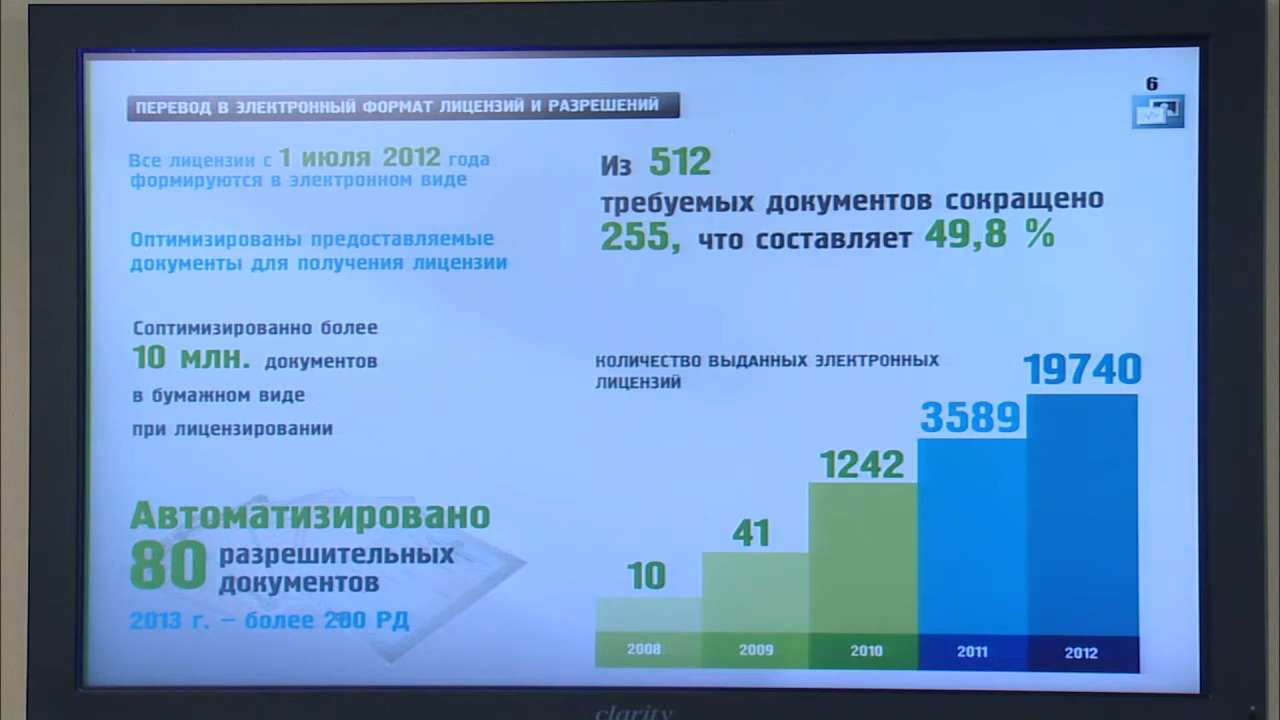 6
ПЕРЕВОД В ЭЛЕКТРОННЫЙ ФОРМАТ ЛИЦЕНЗИЙ И РАЗРЕШЕНИЙ
Все лицензии с 1 июля 2012 года
формируются в электронном виде
Оптимизированы предоставляемые
документы для получения лицензии
Соптимизированно более
10 млн. документов
в бумажном виде
при лицензировании
Автоматизировано
80 разрешительных
документов
2013 г. – более 200 РД
Из 512
требуемых документов сокращено
255, что составляет 49,8 %
КОЛИЧЕСТВО ВЫДАННЫХ ЭЛЕКТРОННЫХ
ЛИЦЕНЗИЙ
10
41
1242
3589
19740
2008
2009
2010
2011
2012
clarity